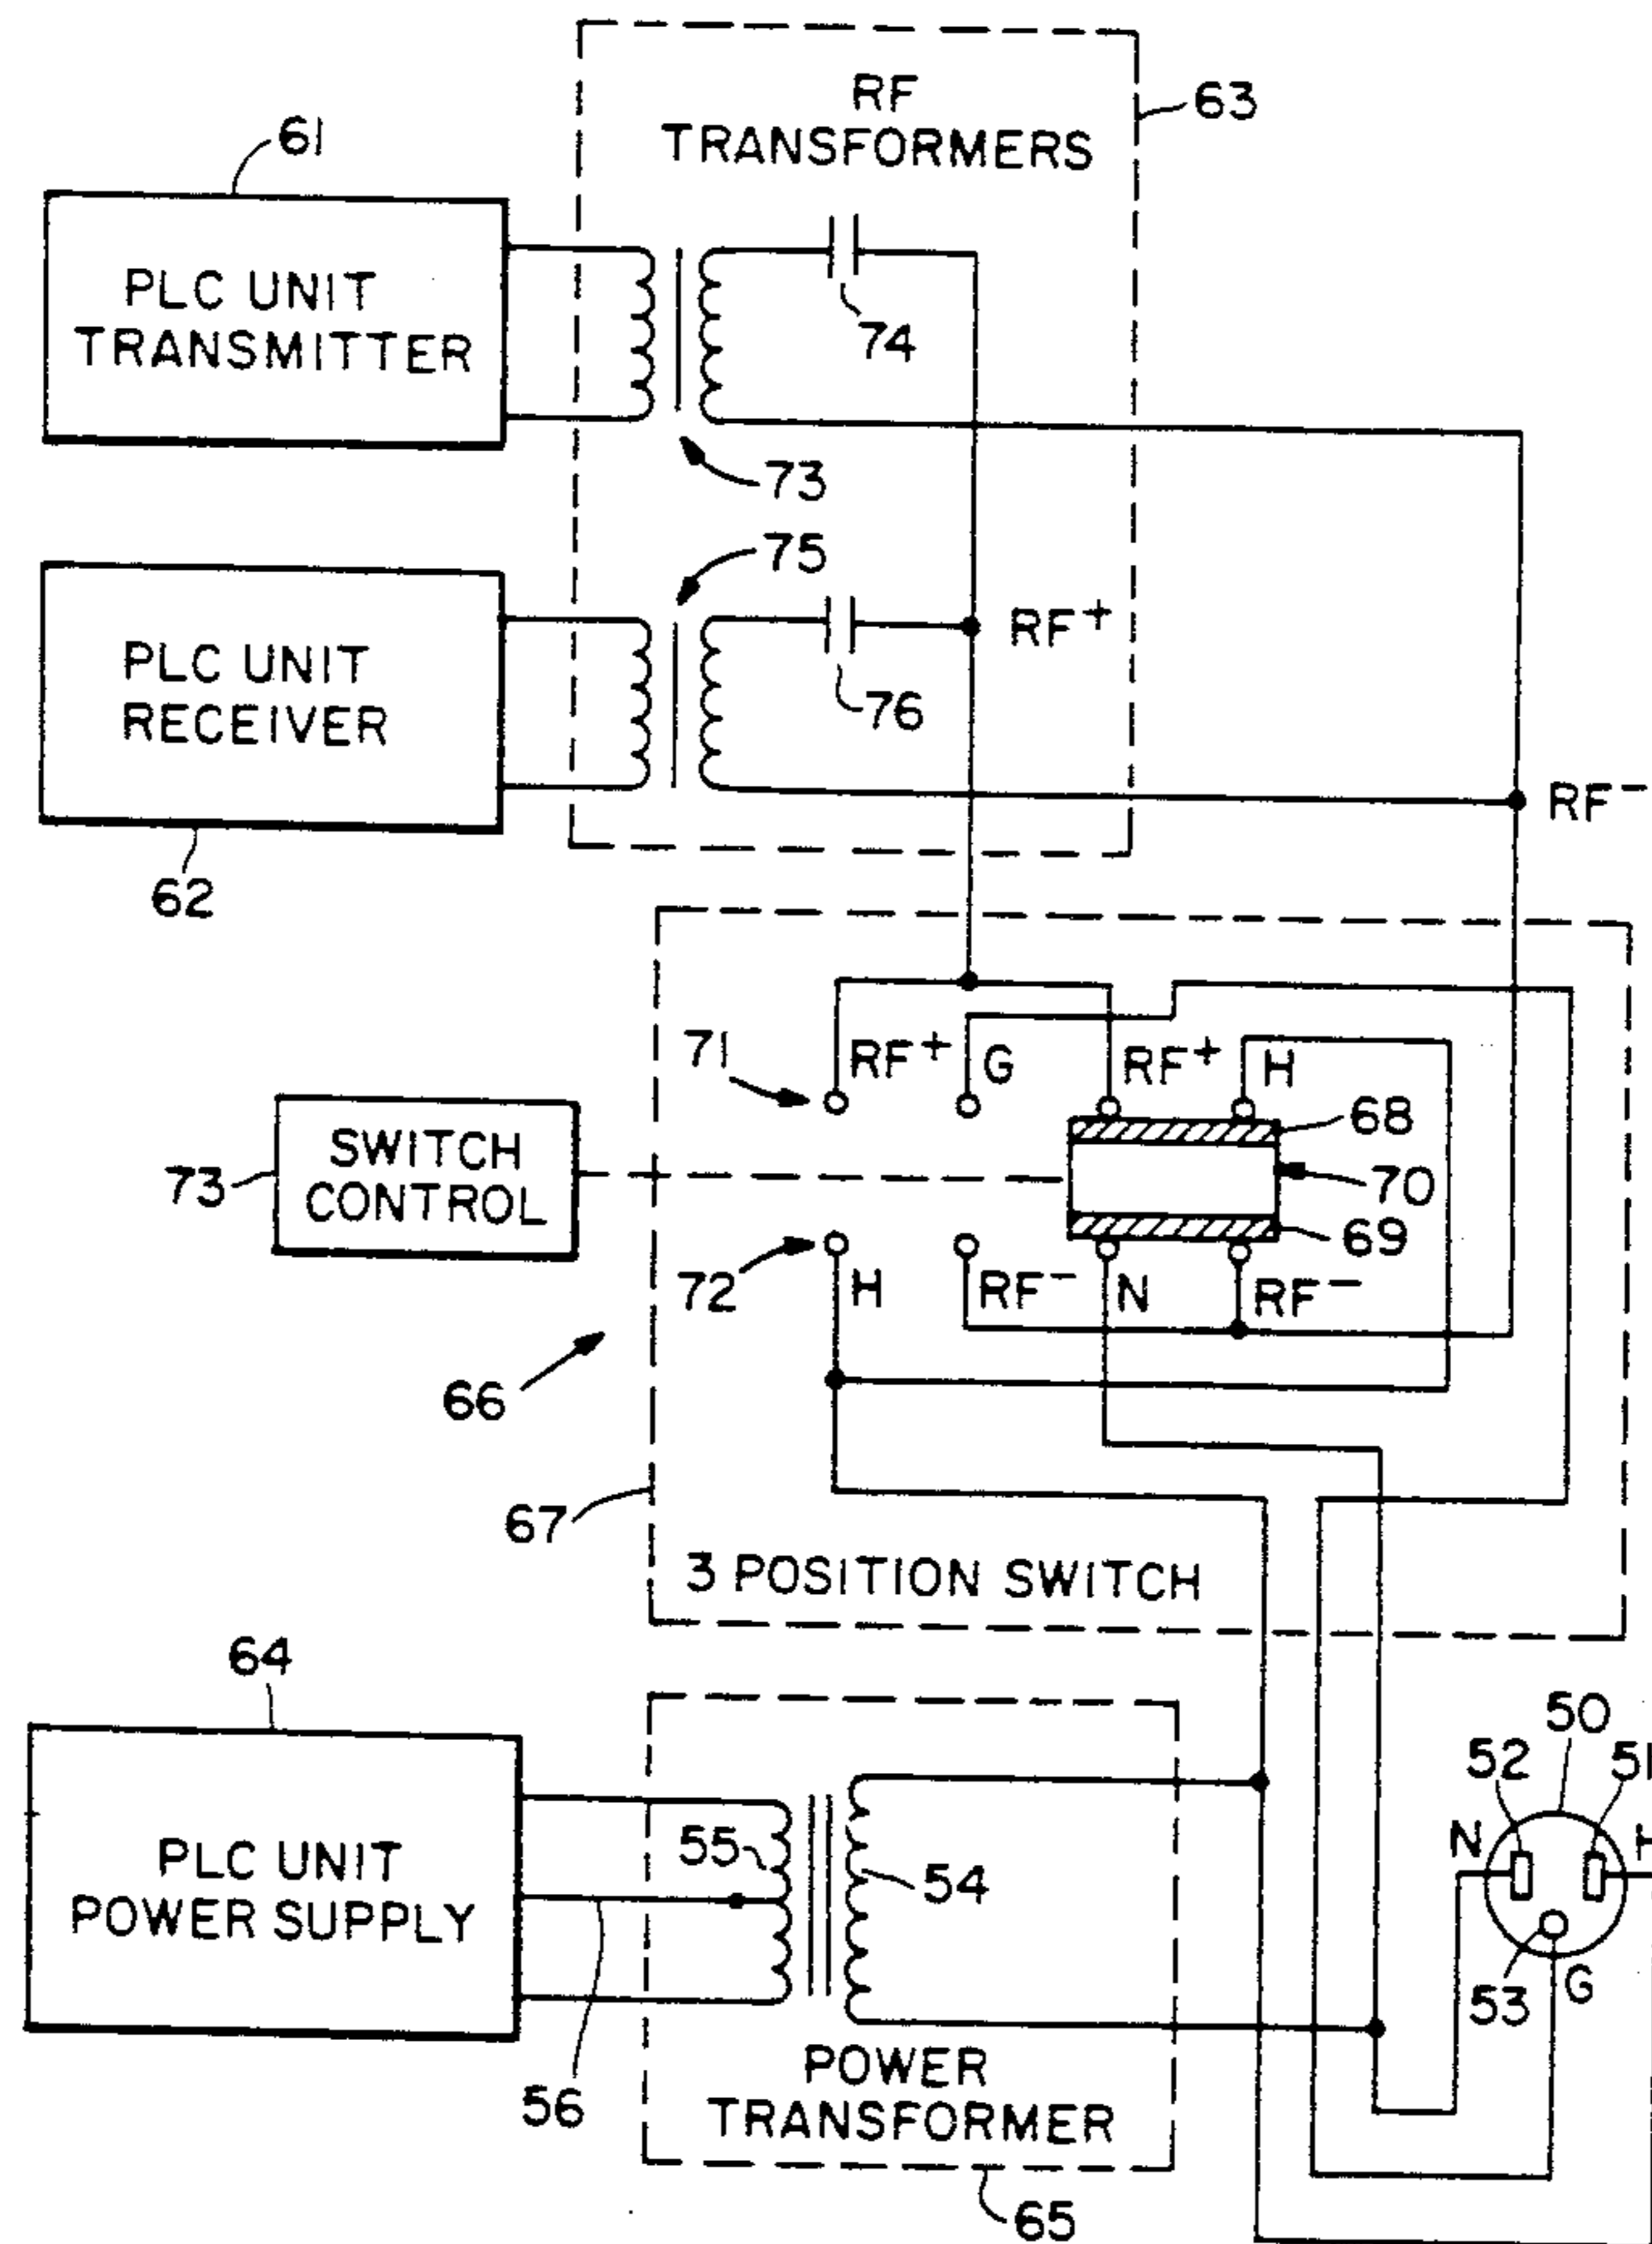 RF
TRANSFORMERS
63
61
PLC UNIT
TRANSMITTER
74
73
75
RF+
PLC UNIT
RECEIVER
76
RF−
62
71
RF+
G
RF+
H
68
SWITCH
CONTROL
73
70
69
72
H
RF−
N
RF−
66
67
3 POSITION SWITCH
64
50
52
51
N
H
PLC UNIT
POWER SUPPLY
55
54
53
G
56
POWER
TRANSFORMER
65